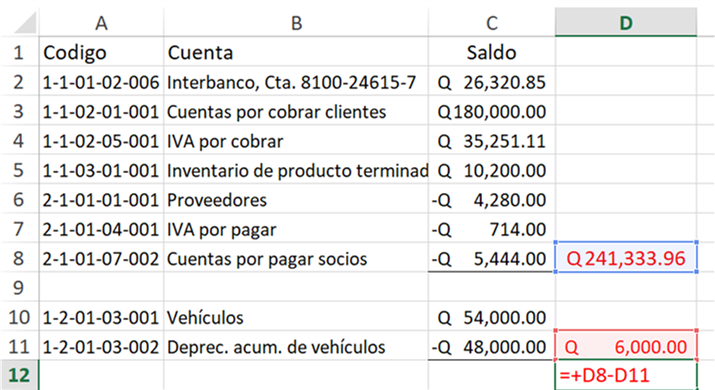 A B C D
1 Codigo Cuenta Saldo
2 1-1-01-02-006 Interbanco, Cta. 8100-24615-7 Q 26,320.85
3 1-1-02-01-001 Cuentas por cobrar clientes Q180,000.00
4 1-1-02-05-001 IVA por cobrar Q 35,251.11
5 1-1-03-01-001 Inventario de producto terminad Q 10,200.00
6 2-1-01-01-001 Proveedores -Q 4,280.00
7 2-1-01-04-001 IVA por pagar -Q 714.00
8 2-1-01-07-002 Cuentas por pagar socios -Q 5,444.00 Q241,333.96
9
10 1-2-01-03-001 Vehículos Q 54,000.00
11 1-2-01-03-002 Deprec. acum. de vehículos -Q 48,000.00 Q 6,000.00
12 =+D8-D11